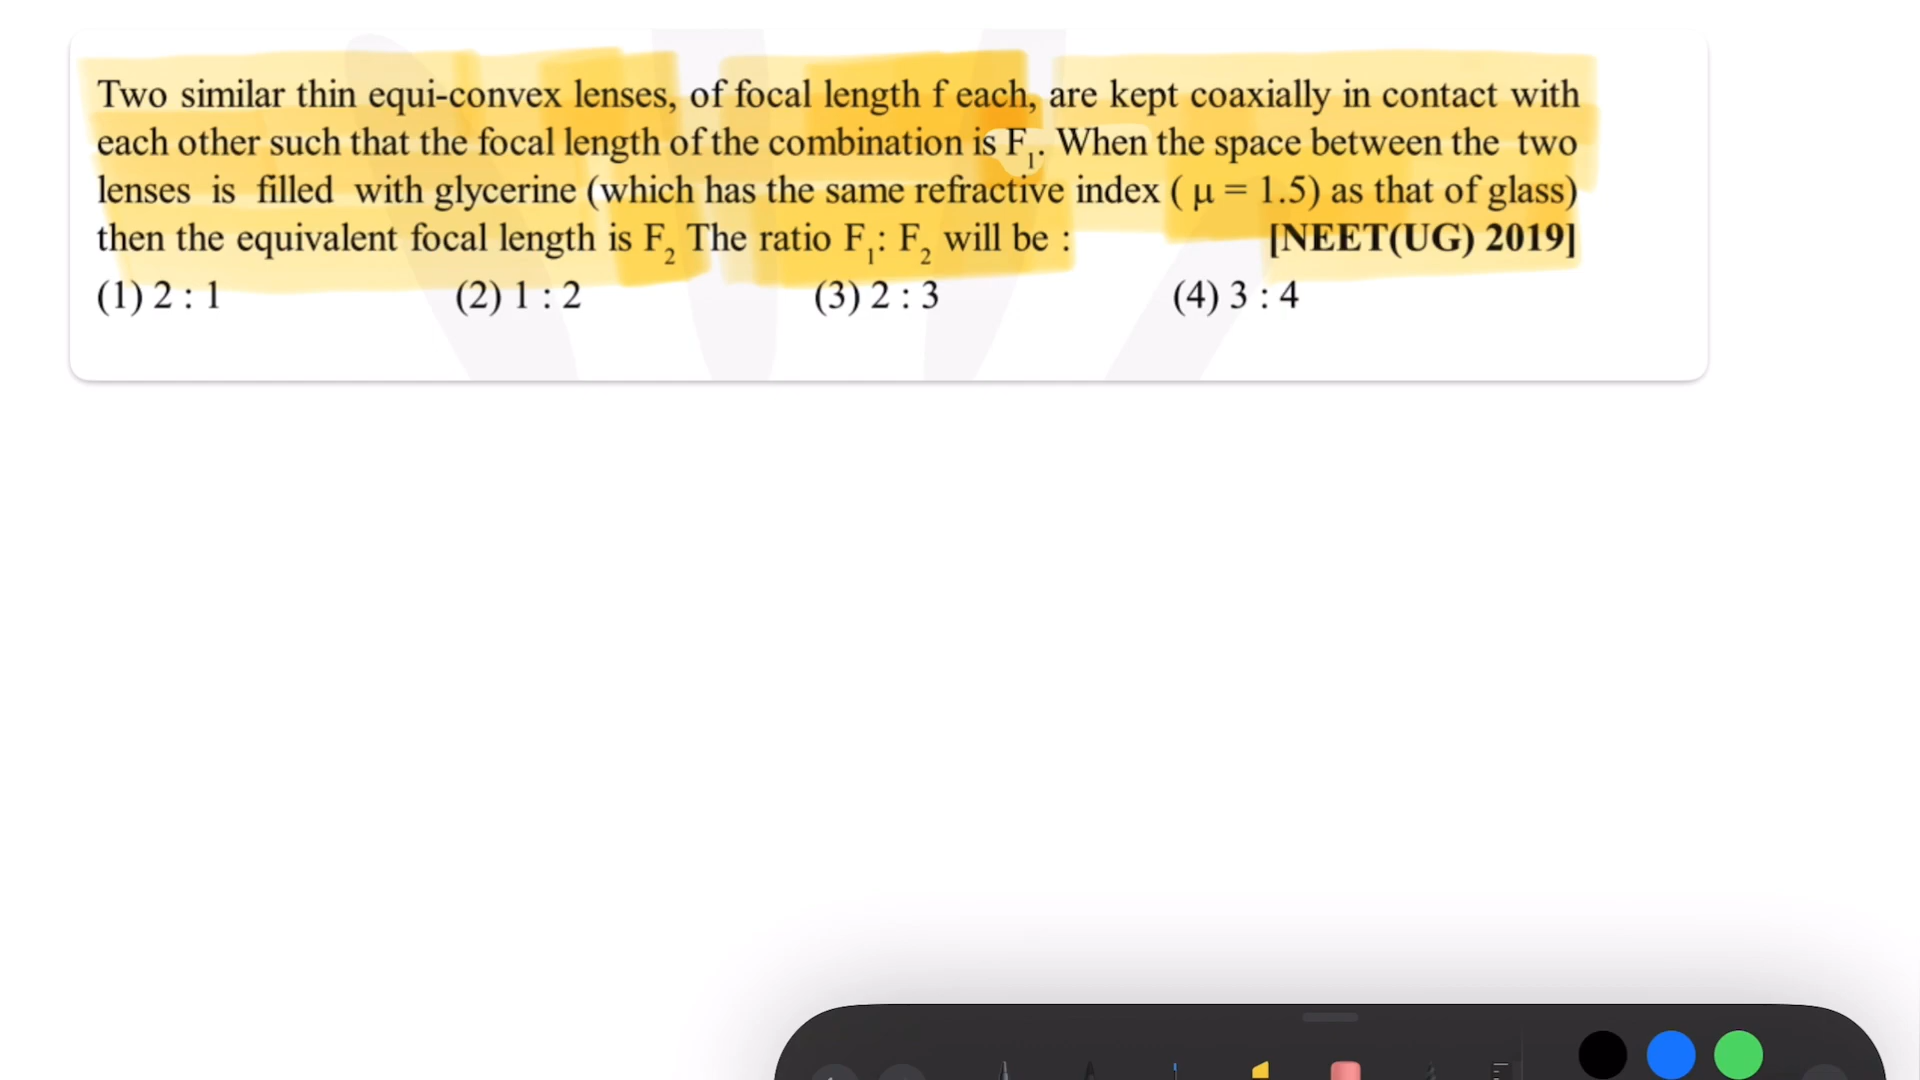 Two similar thin equi-convex lenses, of focal length f each, are kept coaxially in contact with
each other such that the focal length of the combination is F₁. When the space between the two
lenses is filled with glycerine (which has the same refractive index ( μ = 1.5) as that of glass)
then the equivalent focal length is F₂ The ratio F₁: F₂ will be : [NEET(UG) 2019]
(1) 2 : 1 (2) 1 : 2 (3) 2 : 3 (4) 3 : 4